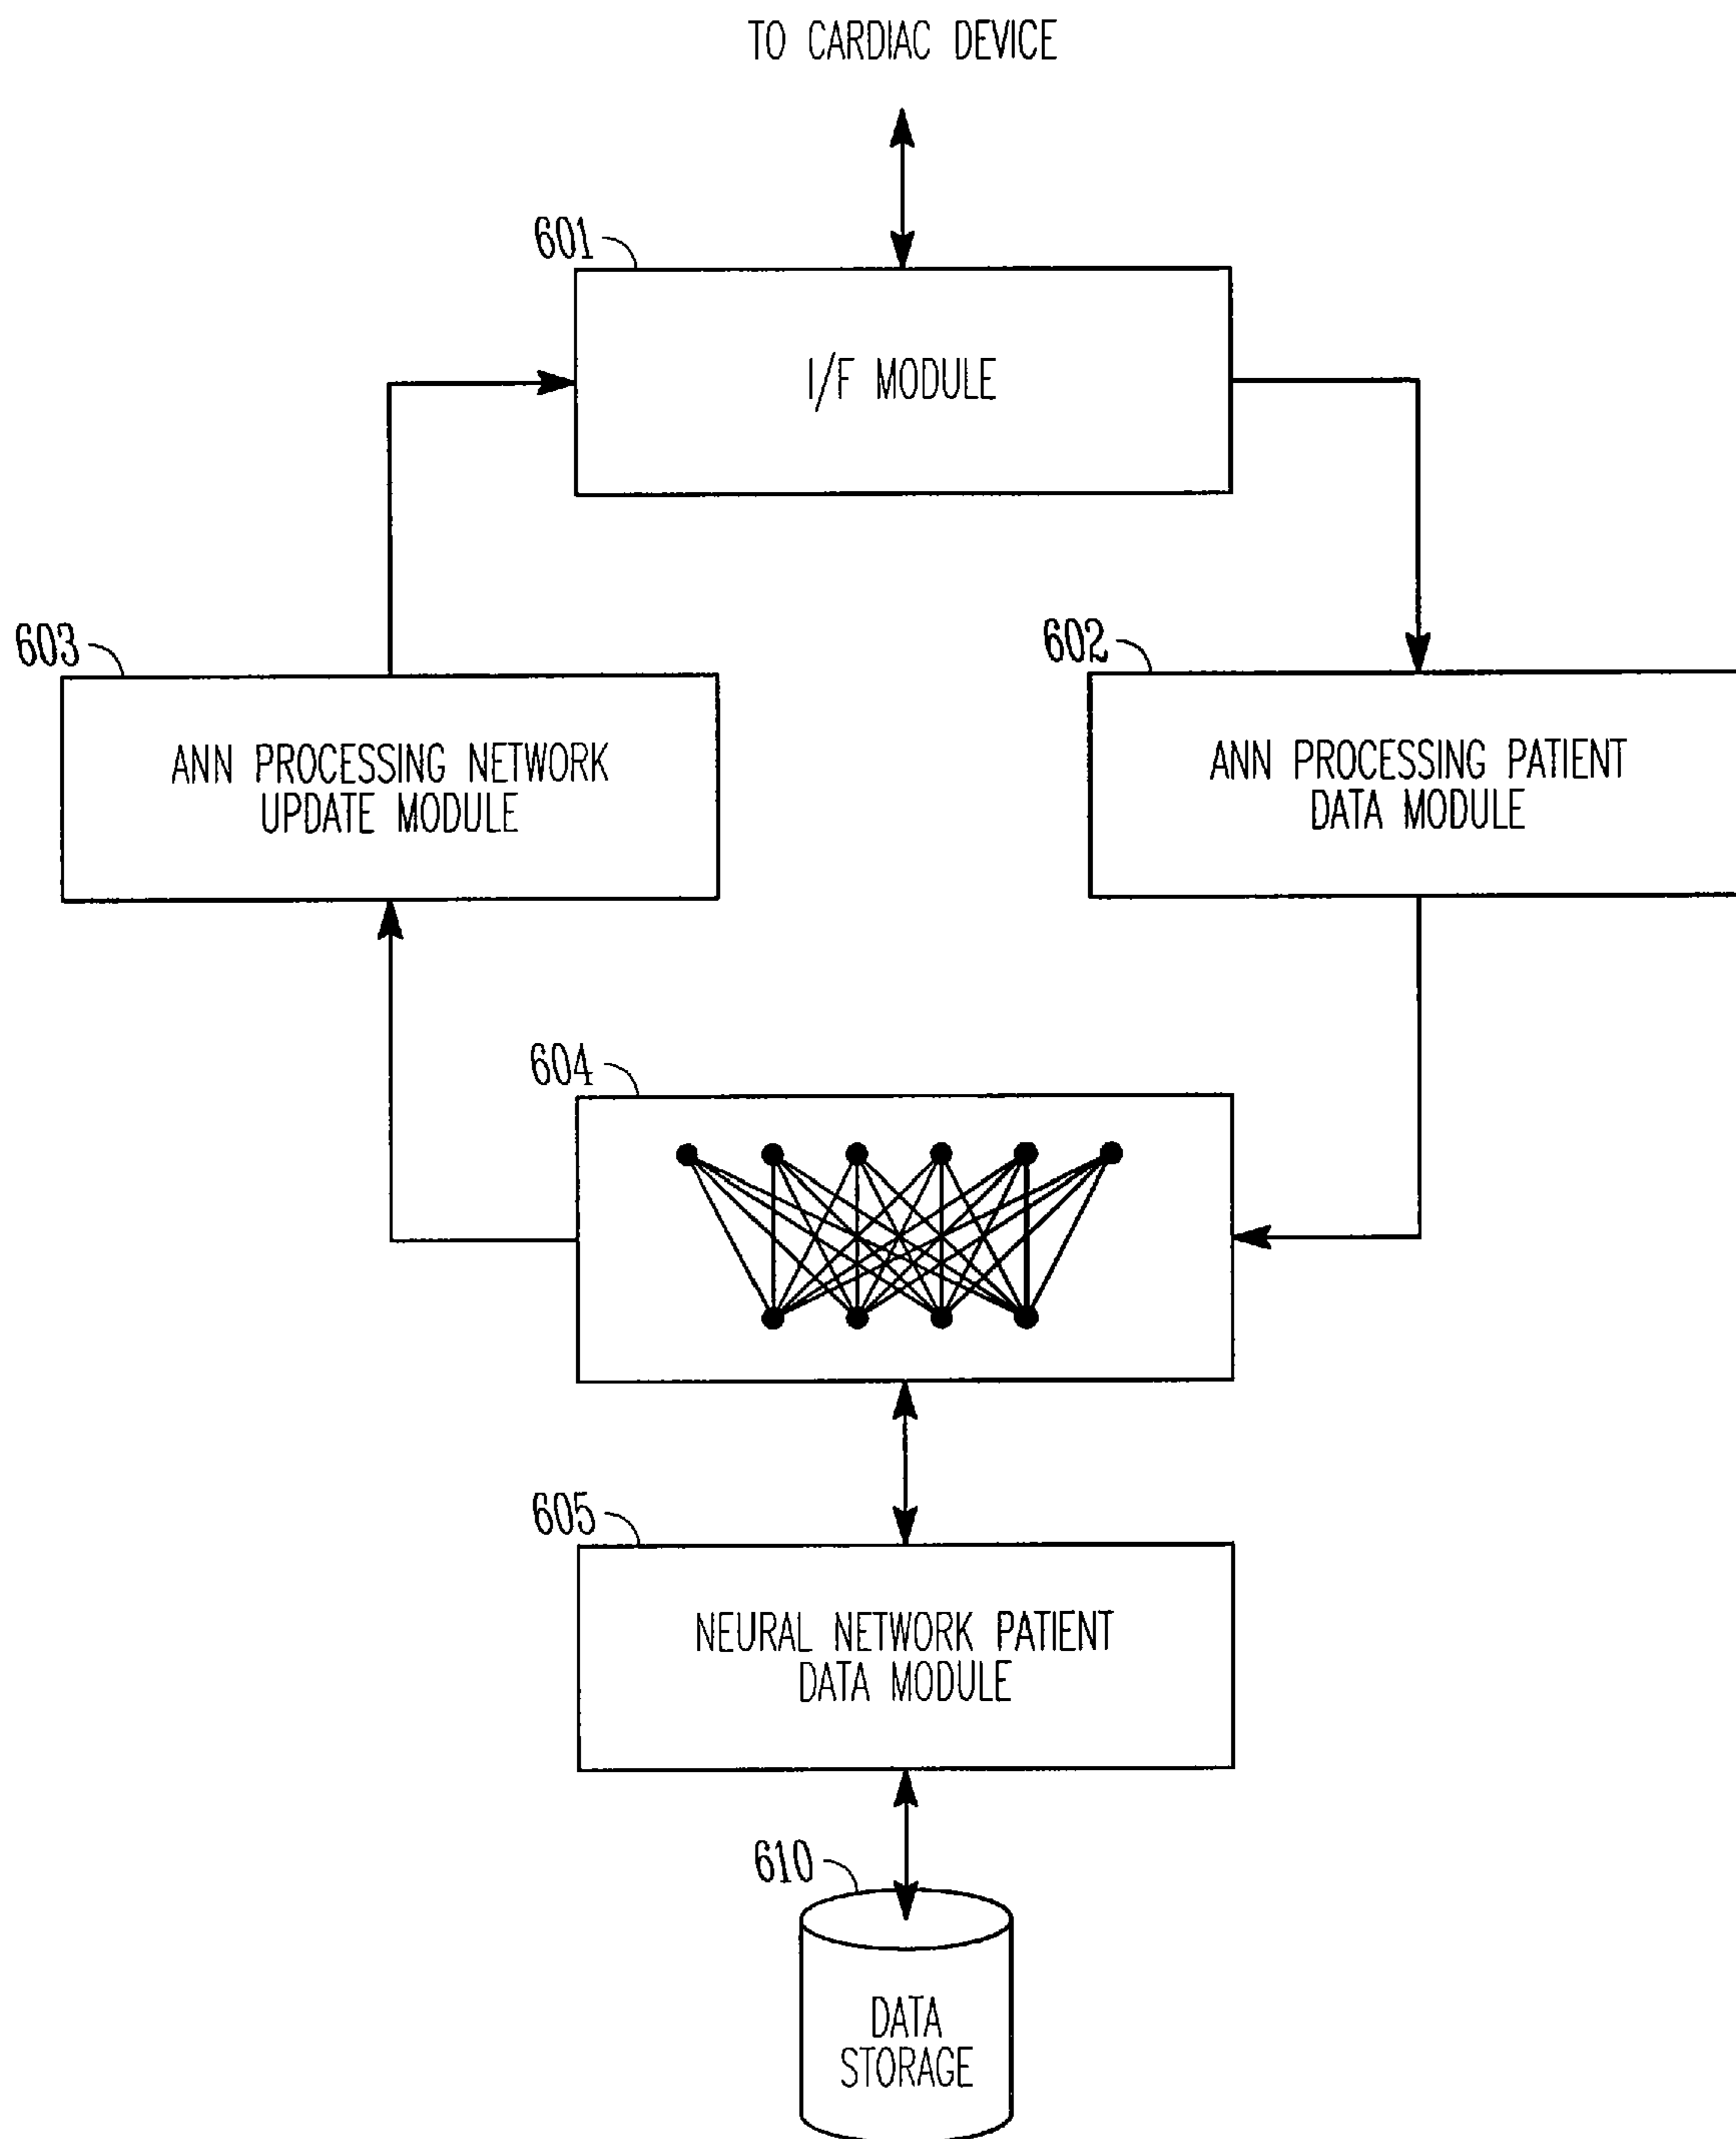 TO CARDIAC DEVICE
601
I/F MODULE
603
602
ANN PROCESSING NETWORK
UPDATE MODULE
ANN PROCESSING PATIENT
DATA MODULE
604
605
NEURAL NETWORK PATIENT
DATA MODULE
610
DATA
STORAGE